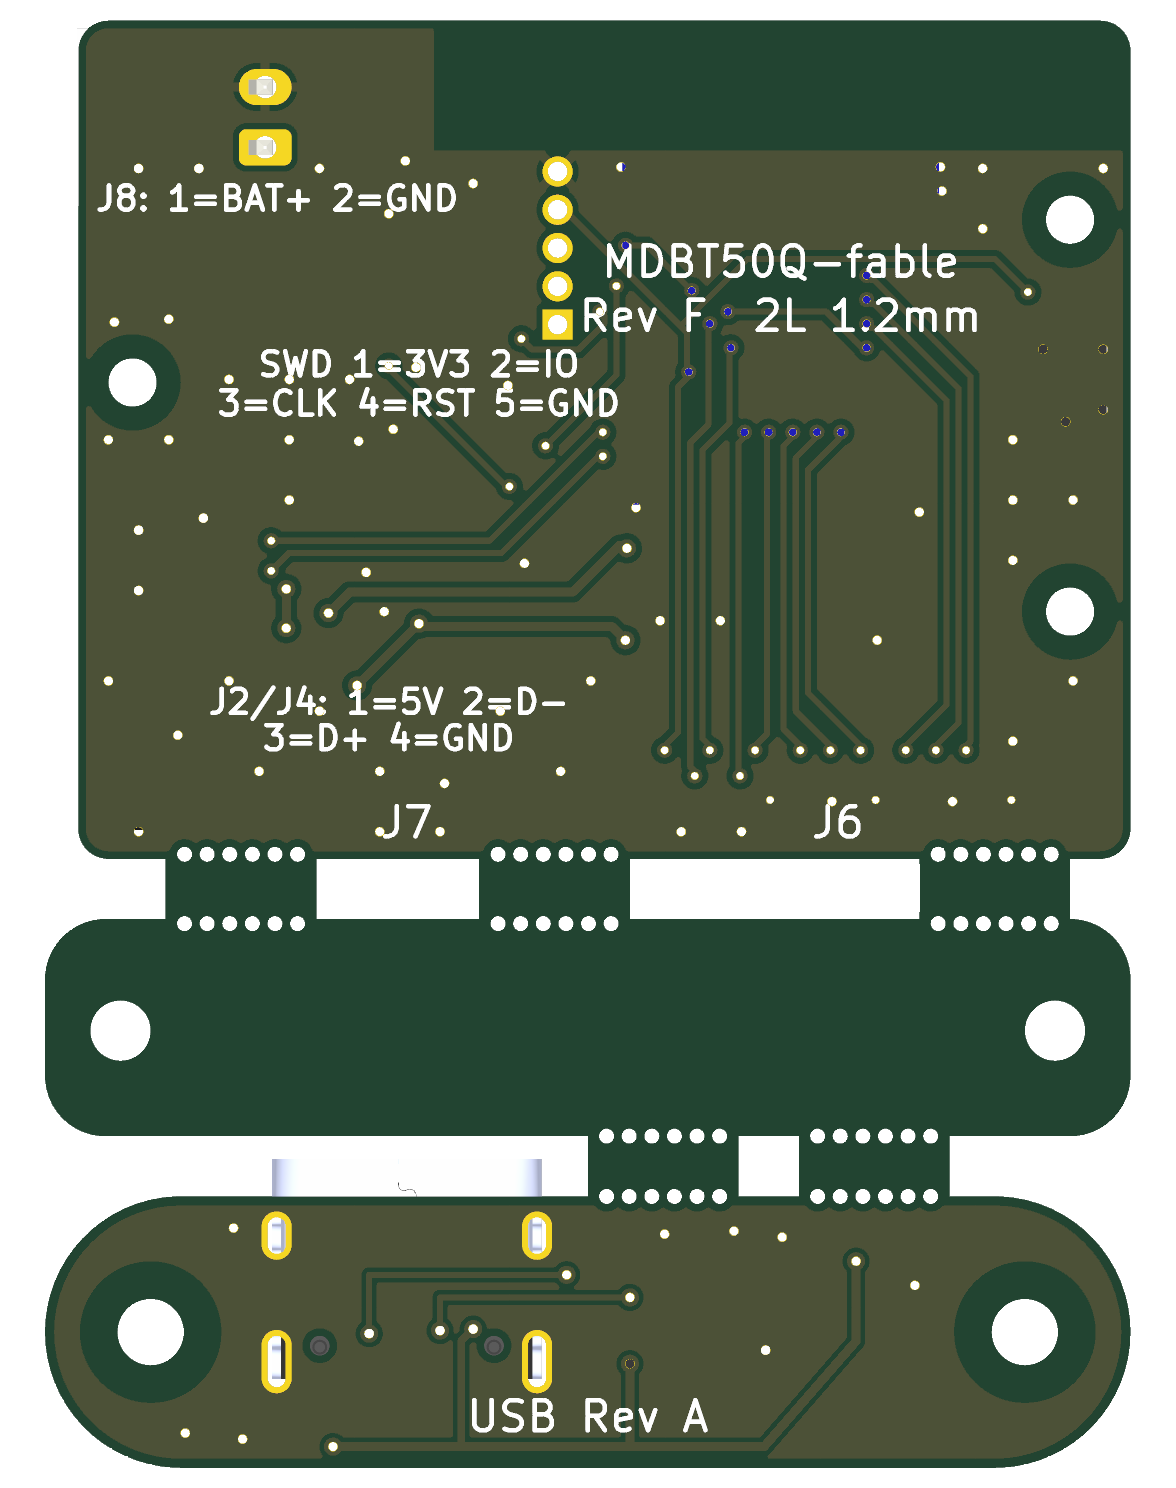 J8: 1=BAT+ 2=GND
MDBT50Q-fable
Rev F  2L 1.2mm
SWD 1=3V3 2=IO
3=CLK 4=RST 5=GND
J2/J4: 1=5V 2=D-
3=D+ 4=GND
J7
J6
USB Rev A